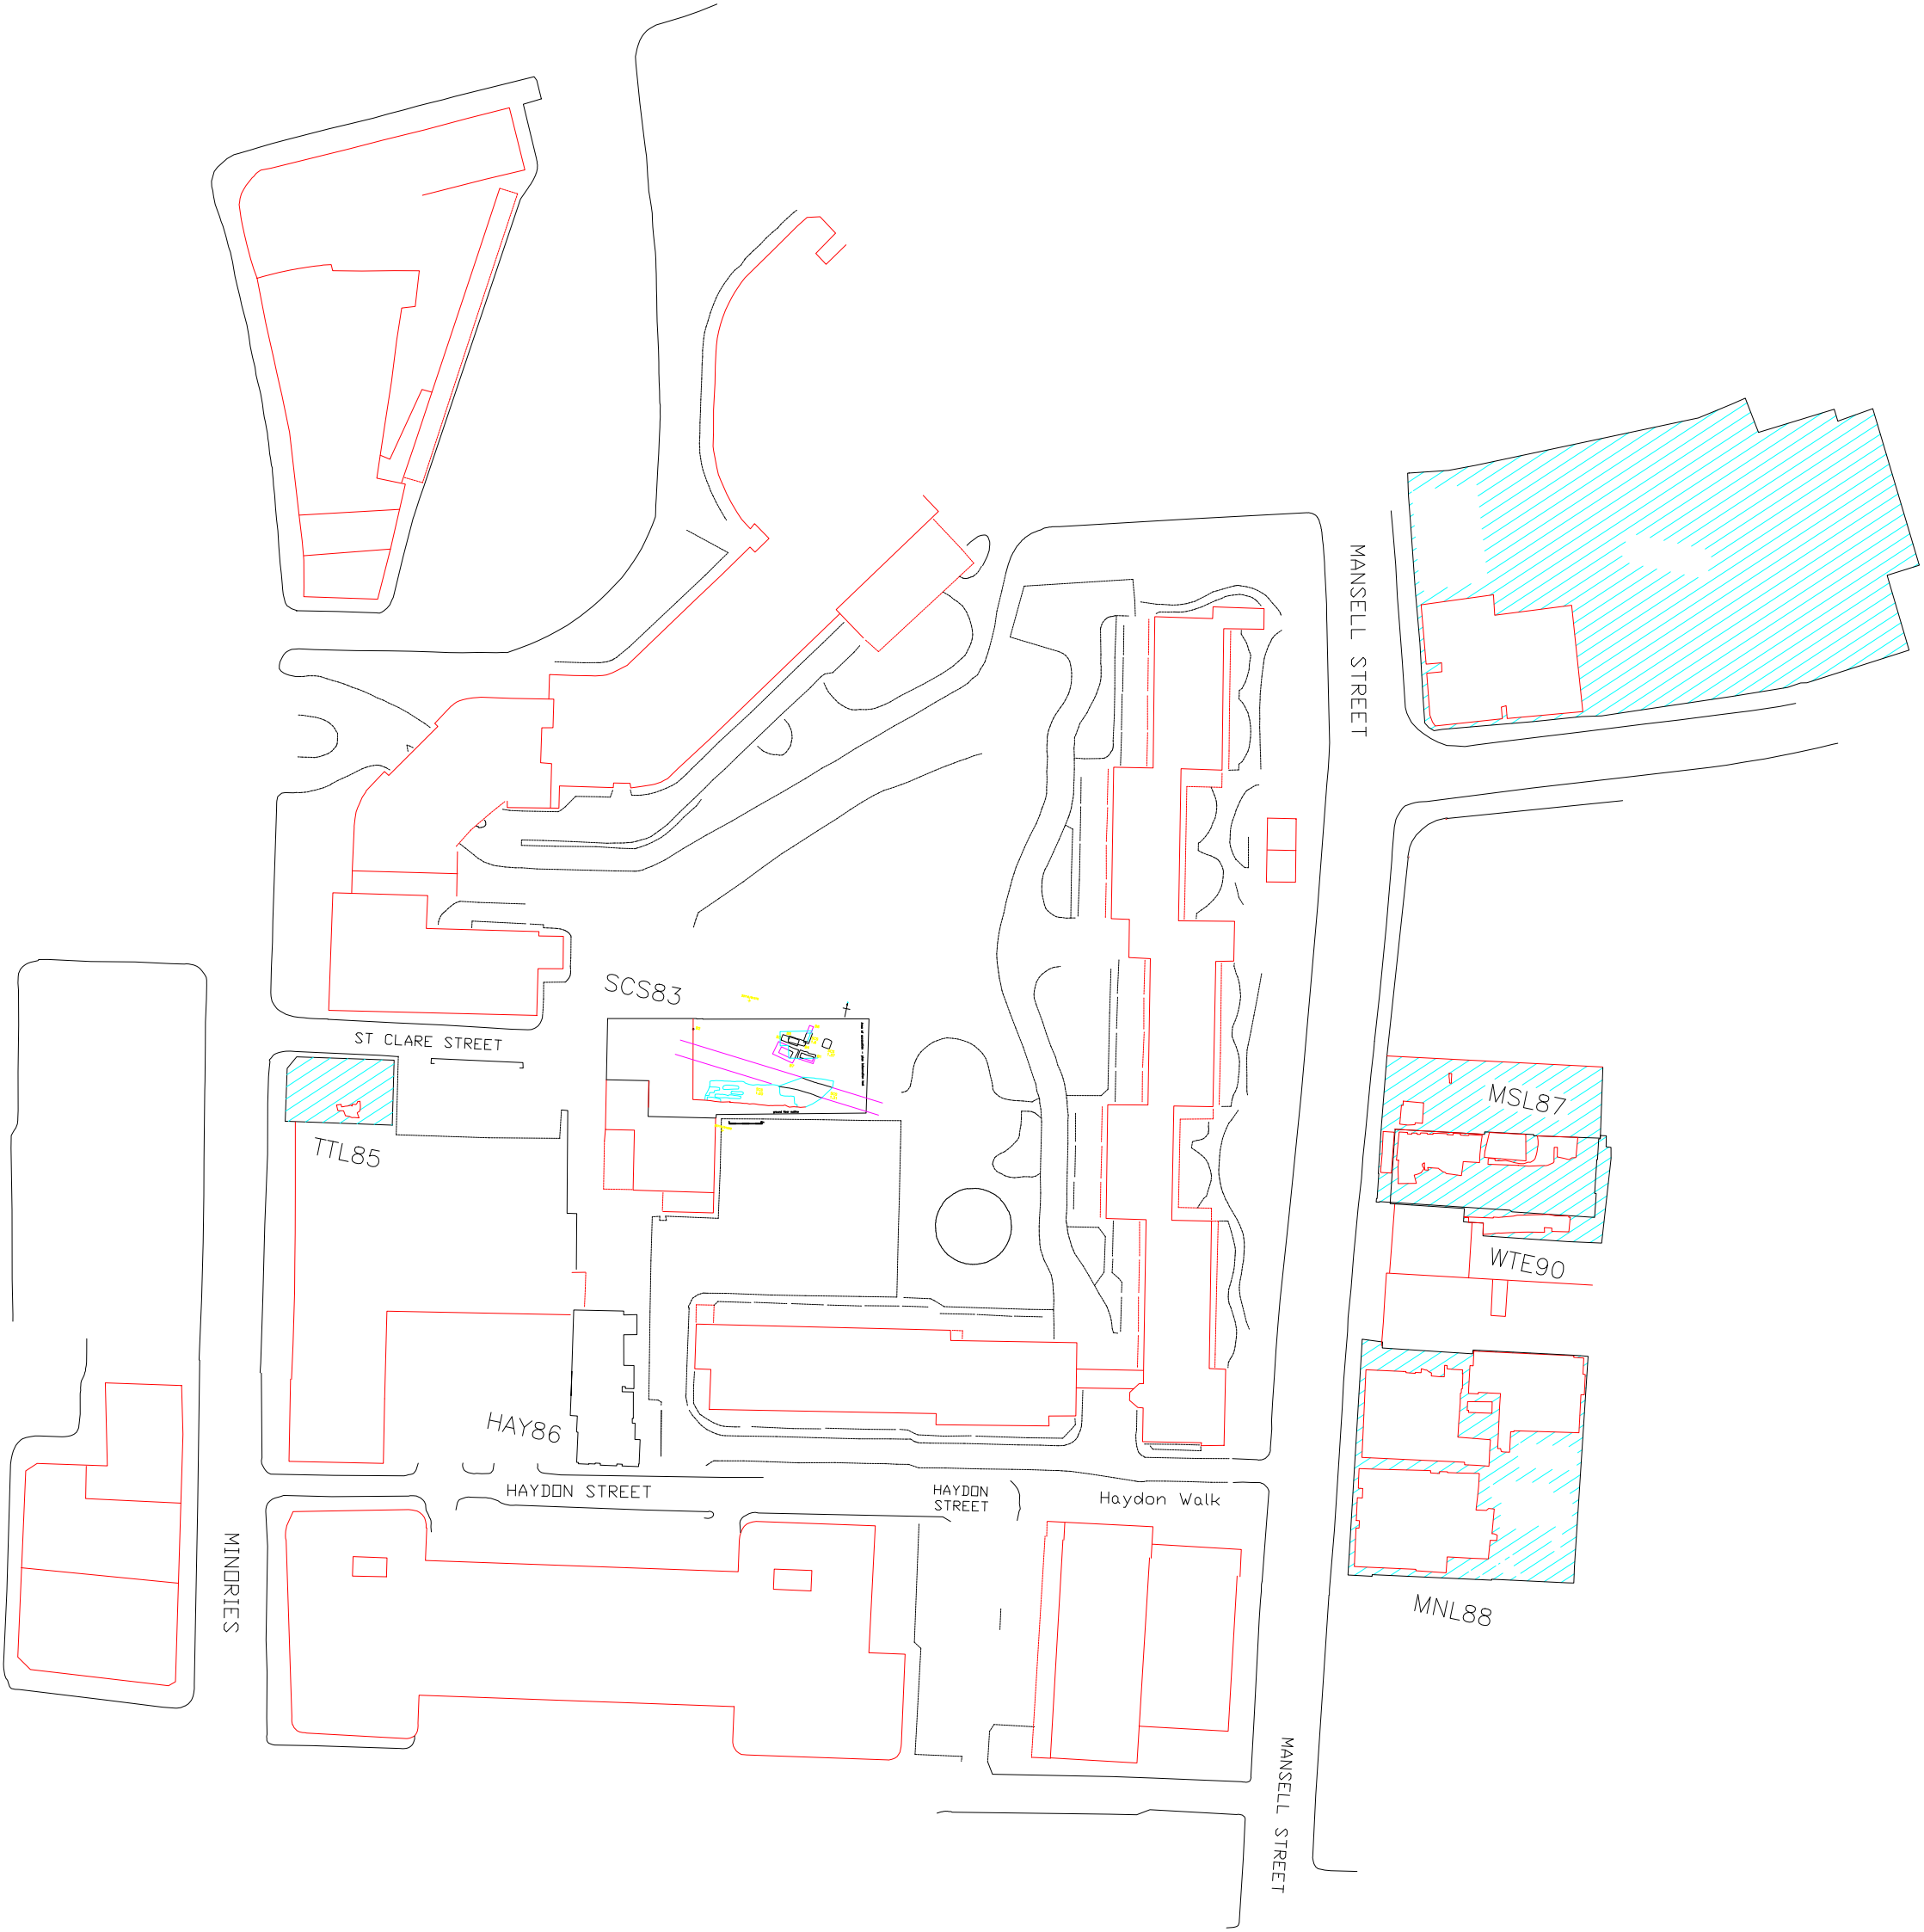 MANSELL STREET
SCS83
ST CLARE STREET
MSL87
TTL85
WTE90
HAY86
HAYDON STREET
HAYDON
STREET
Haydon Walk
MINORIES
MNL88
MANSELL STREET